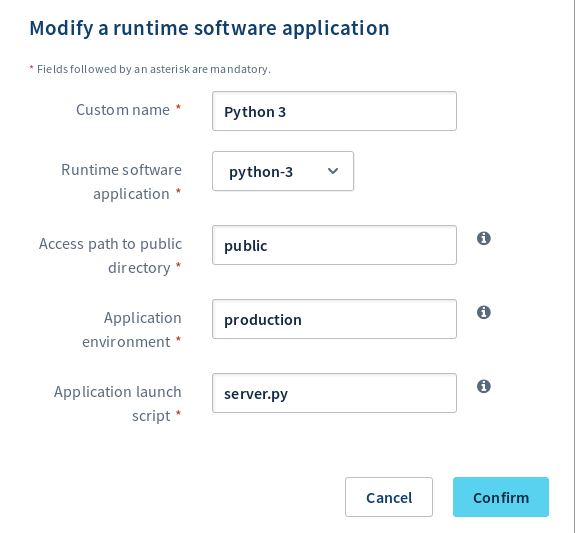 Modify a runtime software application
* Fields followed by an asterisk are mandatory.
Custom name *
Python 3
Runtime software
application *
python-3
Access path to public
directory *
public
Application
environment *
production
Application launch
script *
server.py
Cancel
Confirm